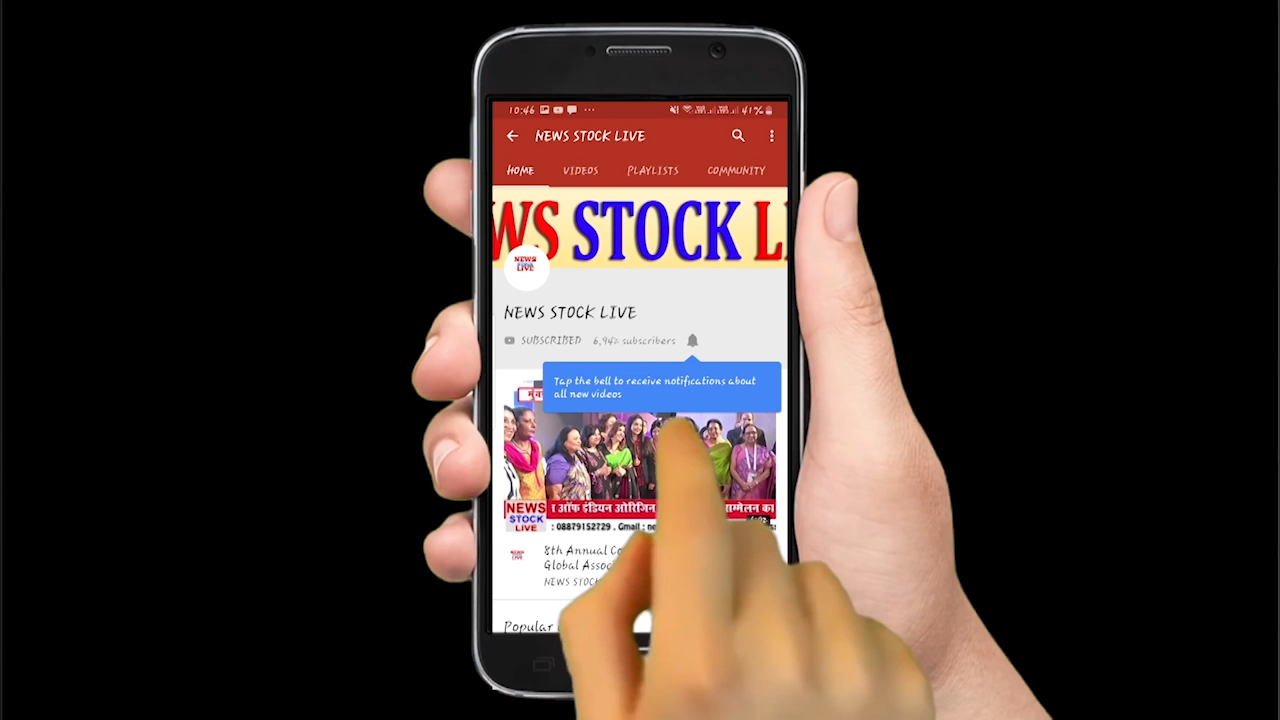 10:46 41%
NEWS STOCK LIVE
HOME VIDEOS PLAYLISTS COMMUNITY
WS STOCK L
NEWS
STOCK
LIVE
NEWS STOCK LIVE
SUBSCRIBED 6,942 subscribers
Tap the bell to receive notifications about
all new videos
NEWS
STOCK
LIVE
ऑफ इंडियन ओरिजिन
सम्मेलन का
: 08879152729 . Gmail : ne
8th Annual Co
Global Assoc
NEWS STOCK
Popular